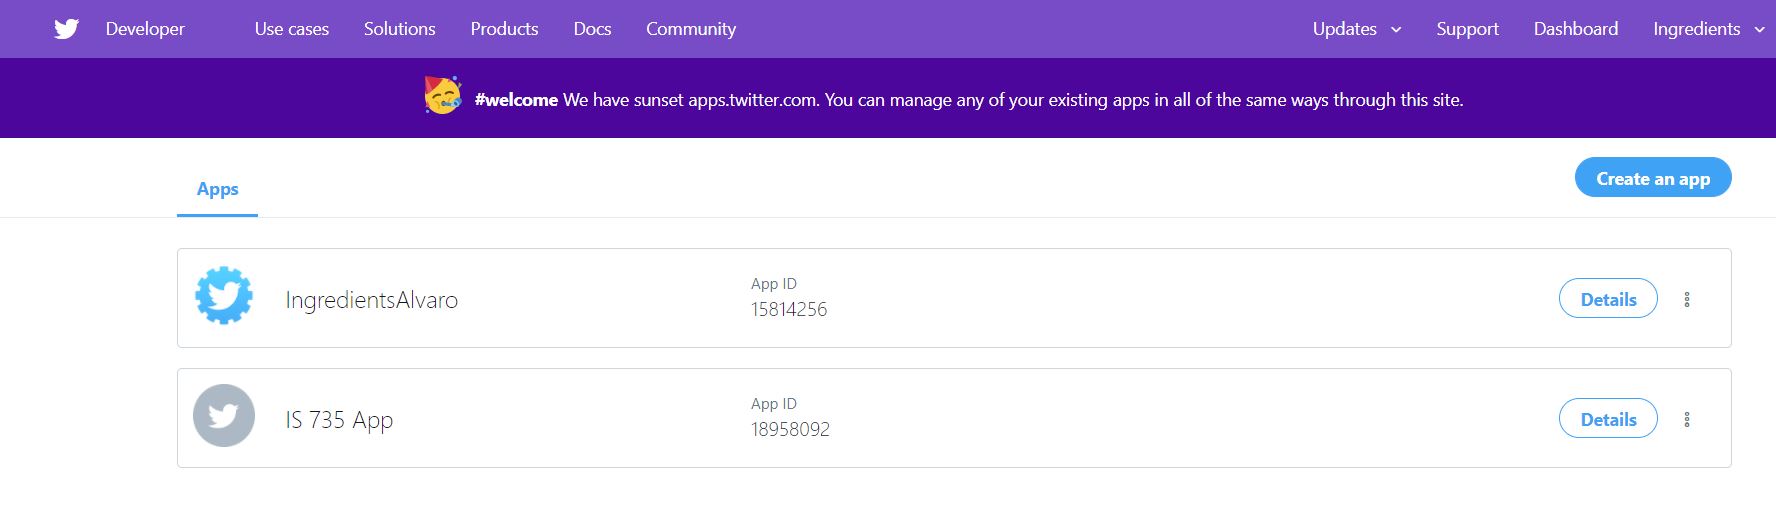 Developer Use cases Solutions Products Docs Community Updates Support Dashboard Ingredients
#welcome We have sunset apps.twitter.com. You can manage any of your existing apps in all of the same ways through this site.
Apps
Create an app
IngredientsAlvaro
App ID
15814256
Details
IS 735 App
App ID
18958092
Details